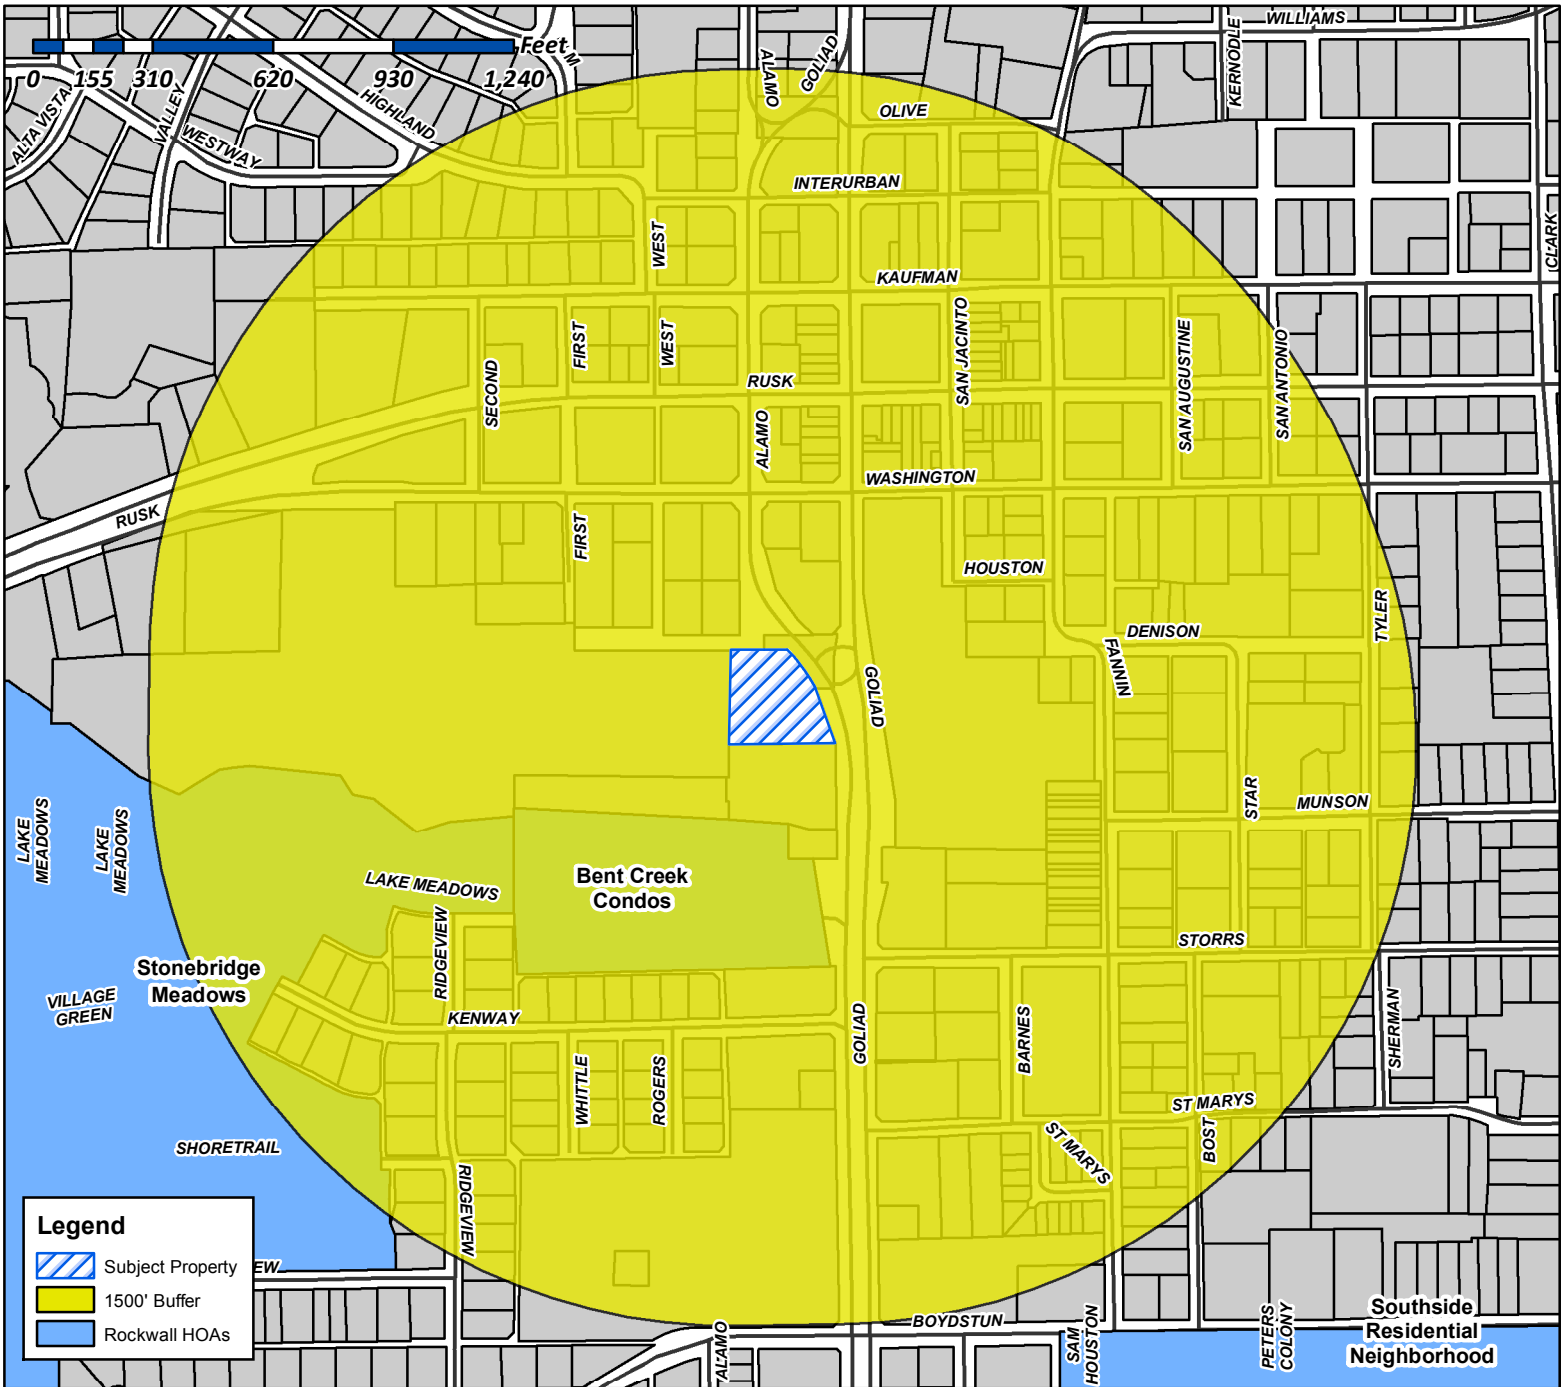 WILLIAMS
Feet
0 155 310 620 930 1,240
ALAMO
GOLIAD
KERNODLE
ALTA VISTA
VALLEY
WESTWAY
HIGHLAND
OLIVE
INTERURBAN
WEST
KAUFMAN
CLARK
FIRST
WEST
SECOND
RUSK
SAN JACINTO
SAN AUGUSTINE
SAN ANTONIO
ALAMO
WASHINGTON
RUSK
FIRST
HOUSTON
DENISON
TYLER
FANNIN
GOLIAD
STAR
MUNSON
LAKE
MEADOWS
LAKE
MEADOWS
LAKE MEADOWS
Bent Creek
Condos
RIDGEVIEW
STORRS
Stonebridge
Meadows
VILLAGE
GREEN
KENWAY
GOLIAD
BARNES
SHERMAN
WHITTLE
ROGERS
ST MARYS
BOST
ST MARYS
SHORETRAIL
RIDGEVIEW
Legend
Subject Property
1500' Buffer
Rockwall HOAs
EW
BOYDSTUN
ALAMO
SAM
HOUSTON
PETERS
COLONY
Southside
Residential
Neighborhood